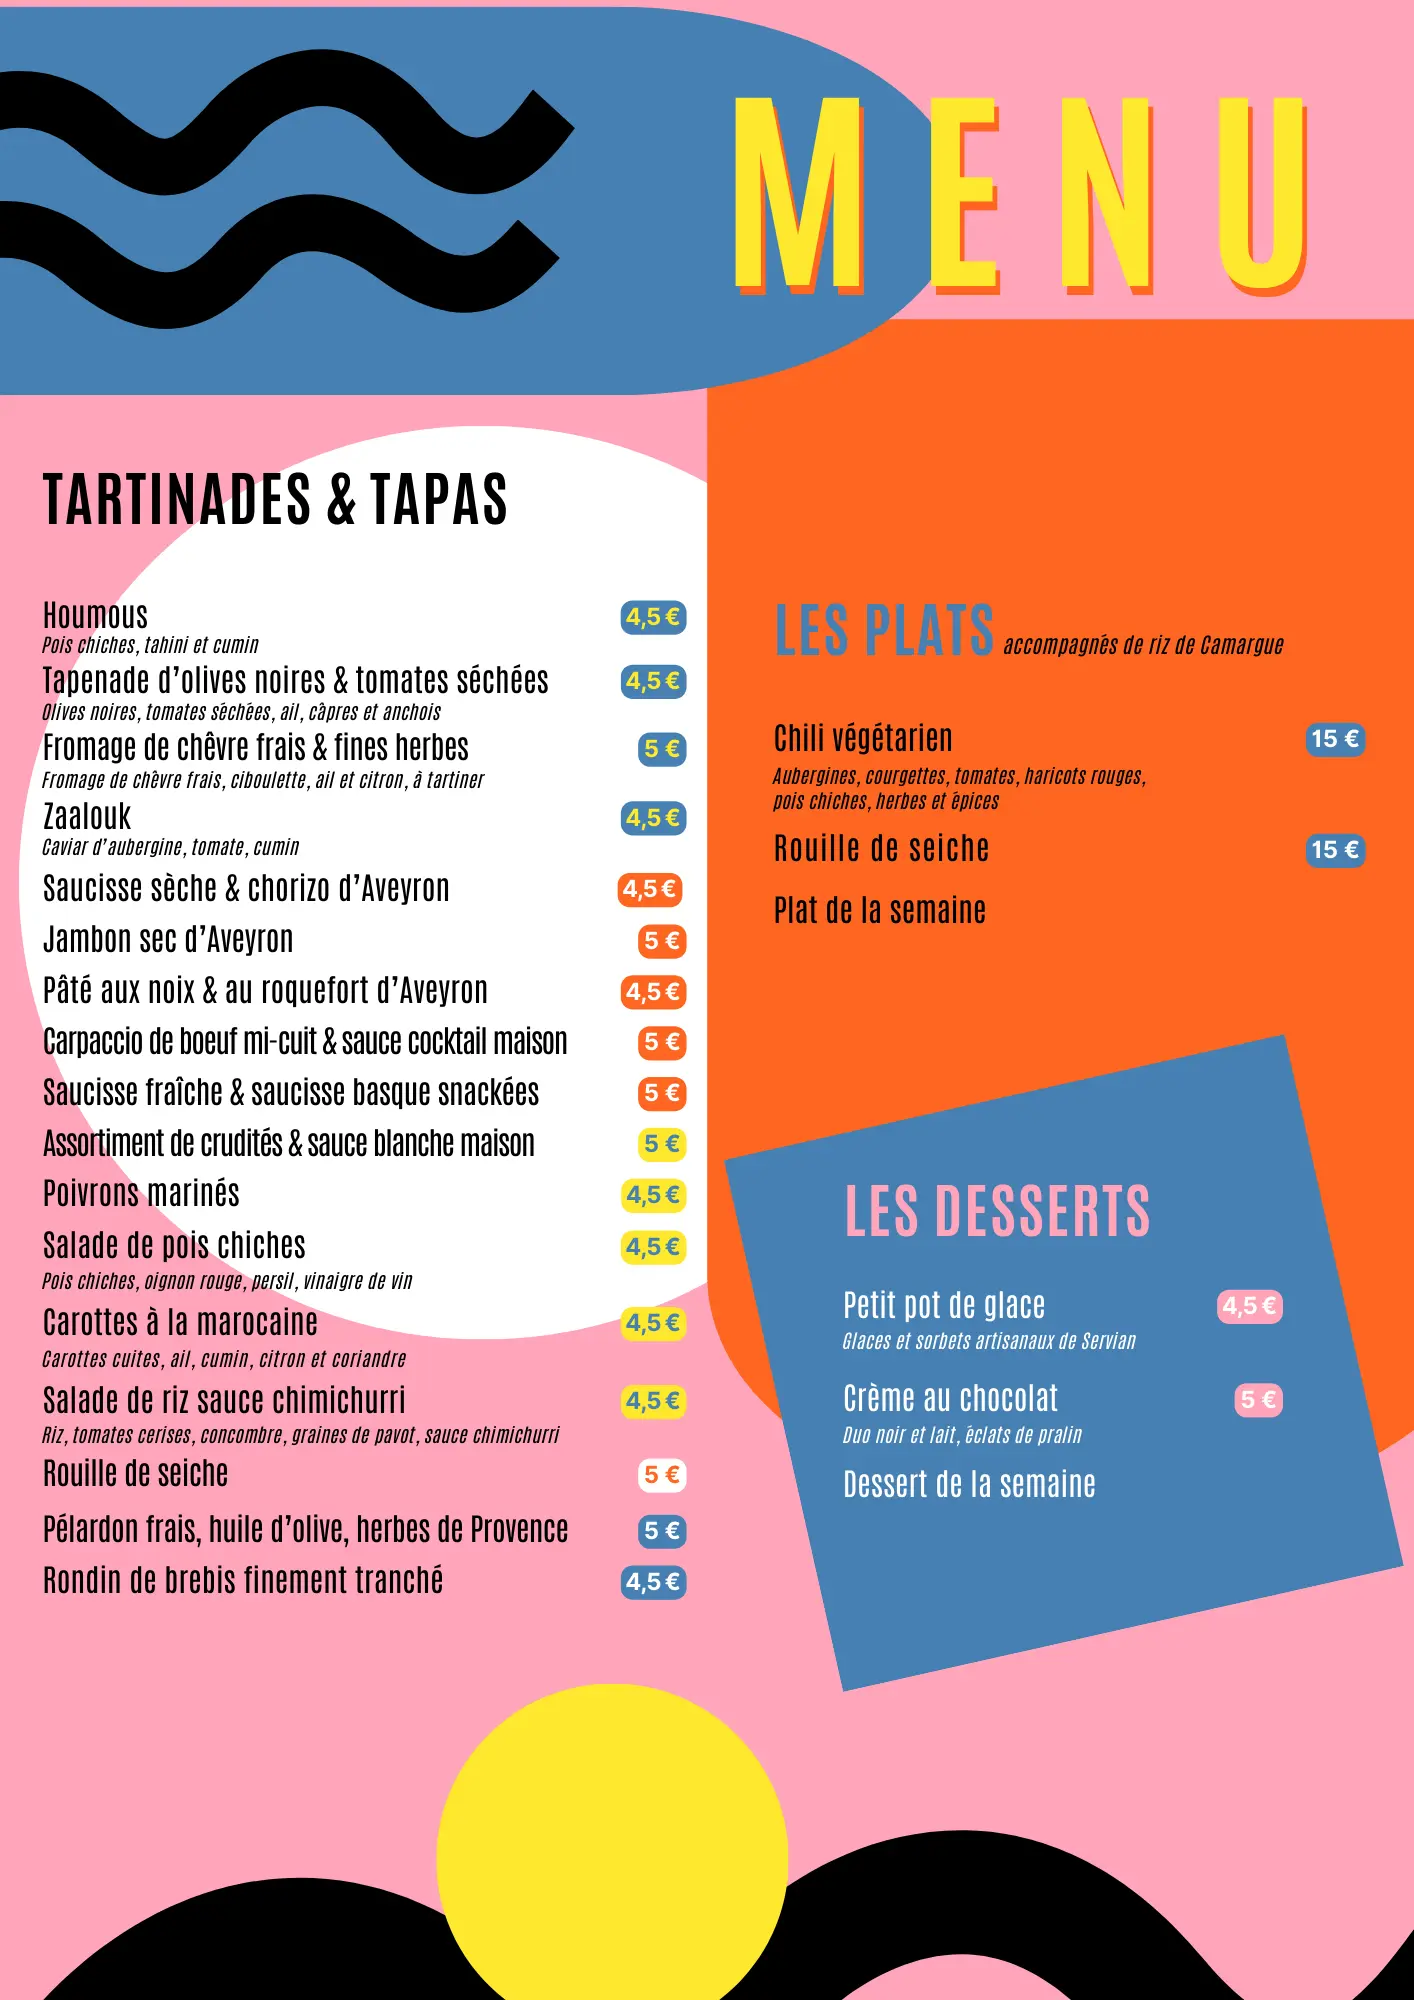 MENU
TARTINADES & TAPAS
Houmous 4,5 €
Pois chiches, tahini et cumin
Tapenade d’olives noires & tomates séchées 4,5 €
Olives noires, tomates séchées, ail, câpres et anchois
Fromage de chêvre frais & fines herbes 5 €
Fromage de chêvre frais, ciboulette, ail et citron, à tartiner
Zaalouk 4,5 €
Caviar d’aubergine, tomate, cumin
Saucisse sèche & chorizo d’Aveyron 4,5 €
Jambon sec d’Aveyron 5 €
Pâté aux noix & au roquefort d’Aveyron 4,5 €
Carpaccio de boeuf mi-cuit & sauce cocktail maison 5 €
Saucisse fraîche & saucisse basque snackées 5 €
Assortiment de crudités & sauce blanche maison 5 €
Poivrons marinés 4,5 €
Salade de pois chiches 4,5 €
Pois chiches, oignon rouge, persil, vinaigre de vin
Carottes à la marocaine 4,5 €
Carottes cuites, ail, cumin, citron et coriandre
Salade de riz sauce chimichurri 4,5 €
Riz, tomates cerises, concombre, graines de pavot, sauce chimichurri
Rouille de seiche 5 €
Pélardon frais, huile d’olive, herbes de Provence 5 €
Rondin de brebis finement tranché 4,5 €
LES PLATS accompagnés de riz de Camargue
Chili végétarien 15 €
Aubergines, courgettes, tomates, haricots rouges,
pois chiches, herbes et épices
Rouille de seiche 15 €
Plat de la semaine
LES DESSERTS
Petit pot de glace 4,5 €
Glaces et sorbets artisanaux de Servian
Crème au chocolat 5 €
Duo noir et lait, éclats de pralin
Dessert de la semaine